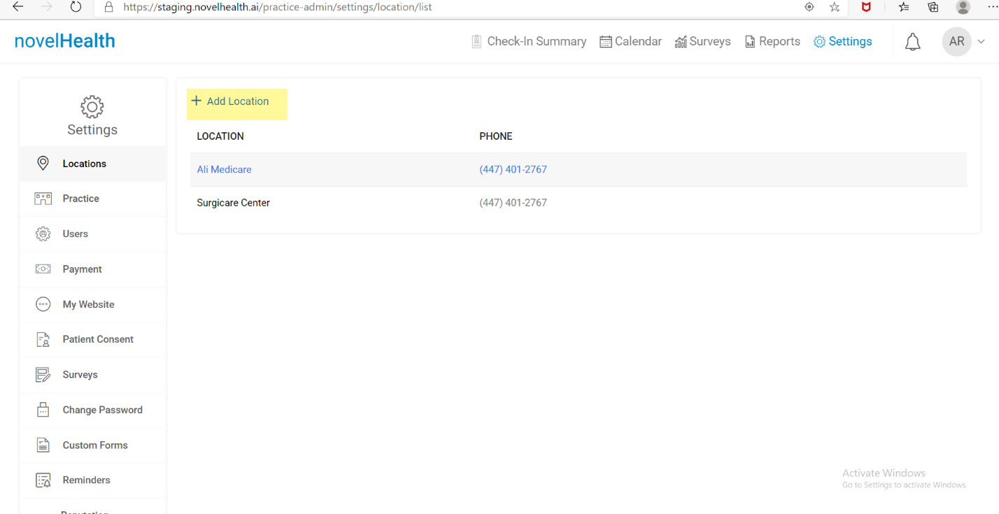 https://staging.novelhealth.ai/practice-admin/settings/location/list
novelHealth
Check-In Summary Calendar Surveys Reports Settings AR
Settings
Locations
Practice
Users
Payment
My Website
Patient Consent
Surveys
Change Password
Custom Forms
Reminders
+ Add Location
LOCATION PHONE
Ali Medicare (447) 401-2767
Surgicare Center (447) 401-2767
Activate Windows
Go to Settings to activate Windows.